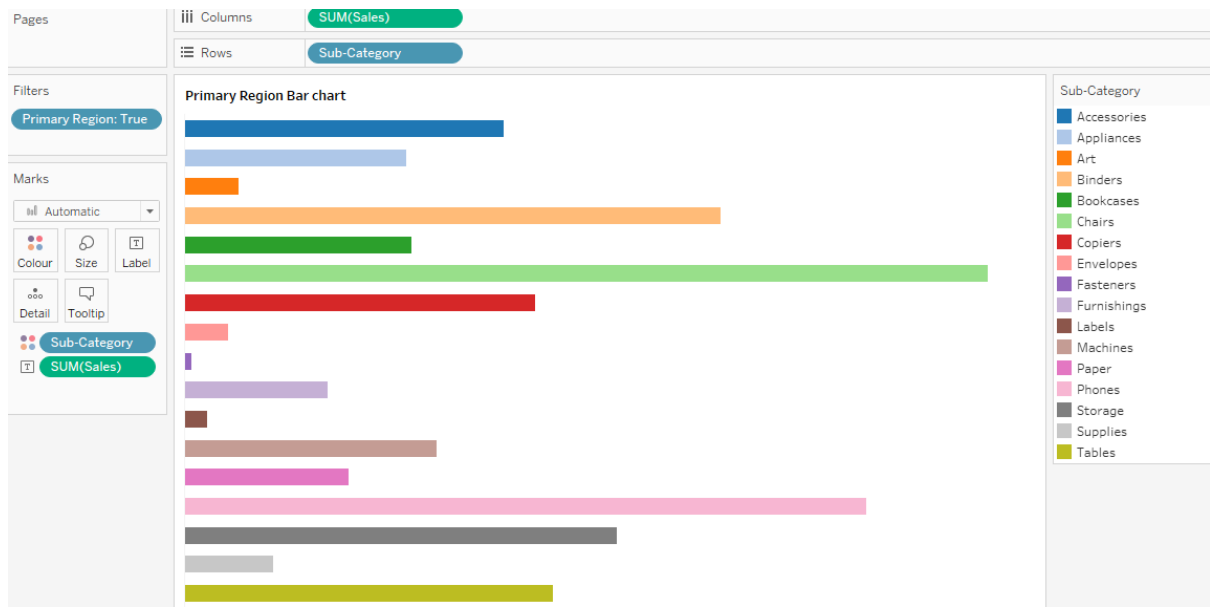 Pages
Columns
SUM(Sales)
Rows
Sub-Category
Filters
Primary Region: True
Marks
Automatic
Colour
Size
T
Label
Detail
Tooltip
Sub-Category
T
SUM(Sales)
Primary Region Bar chart
Sub-Category
Accessories
Appliances
Art
Binders
Bookcases
Chairs
Copiers
Envelopes
Fasteners
Furnishings
Labels
Machines
Paper
Phones
Storage
Supplies
Tables